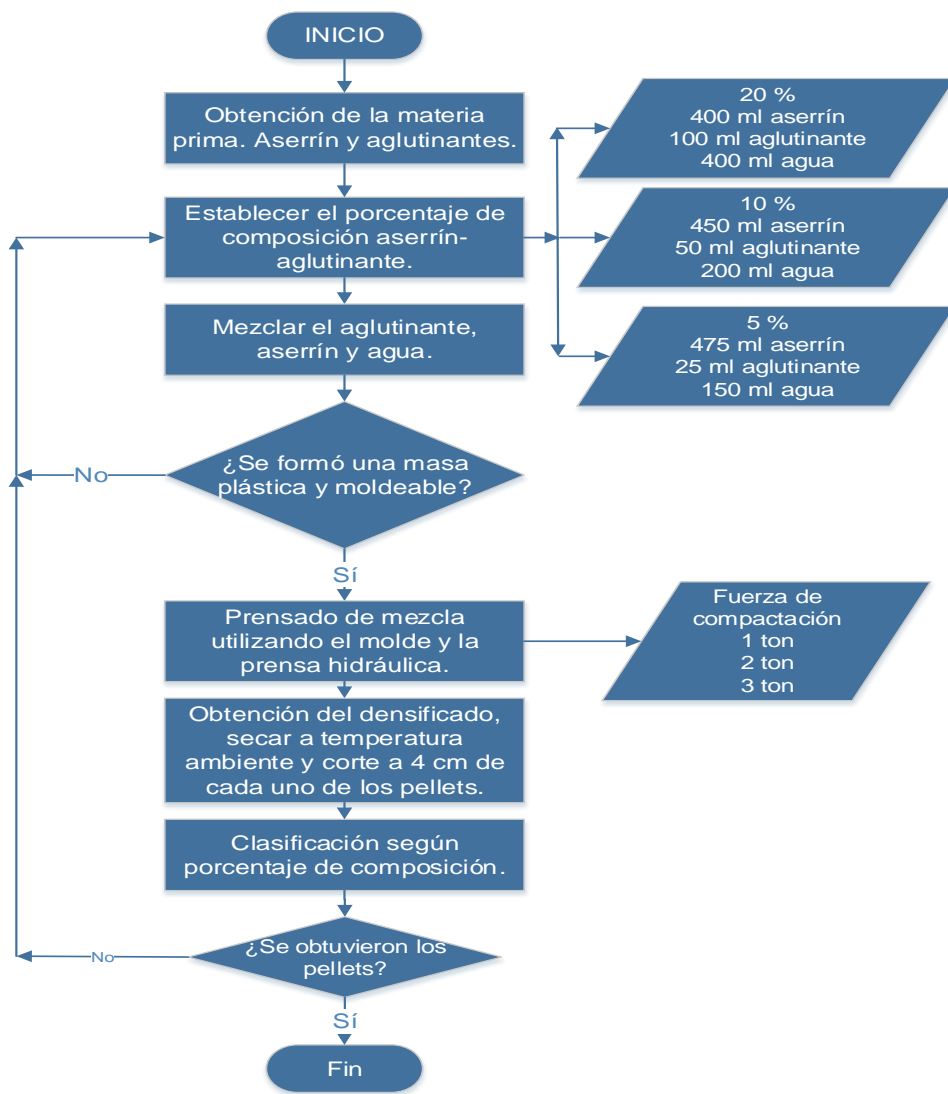 INICIO
Obtención de la materia
prima. Aserrín y aglutinantes.
Establecer el porcentaje de
composición aserrín-
aglutinante.
20 %
400 ml aserrín
100 ml aglutinante
400 ml agua
10 %
450 ml aserrín
50 ml aglutinante
200 ml agua
5 %
475 ml aserrín
25 ml aglutinante
150 ml agua
Mezclar el aglutinante,
aserrín y agua.
¿Se formó una masa
plástica y moldeable?
No
Sí
Prensado de mezcla
utilizando el molde y la
prensa hidráulica.
Fuerza de
compactación
1 ton
2 ton
3 ton
Obtención del densificado,
secar a temperatura
ambiente y corte a 4 cm de
cada uno de los pellets.
Clasificación según
porcentaje de composición.
¿Se obtuvieron los
pellets?
No
Sí
Fin